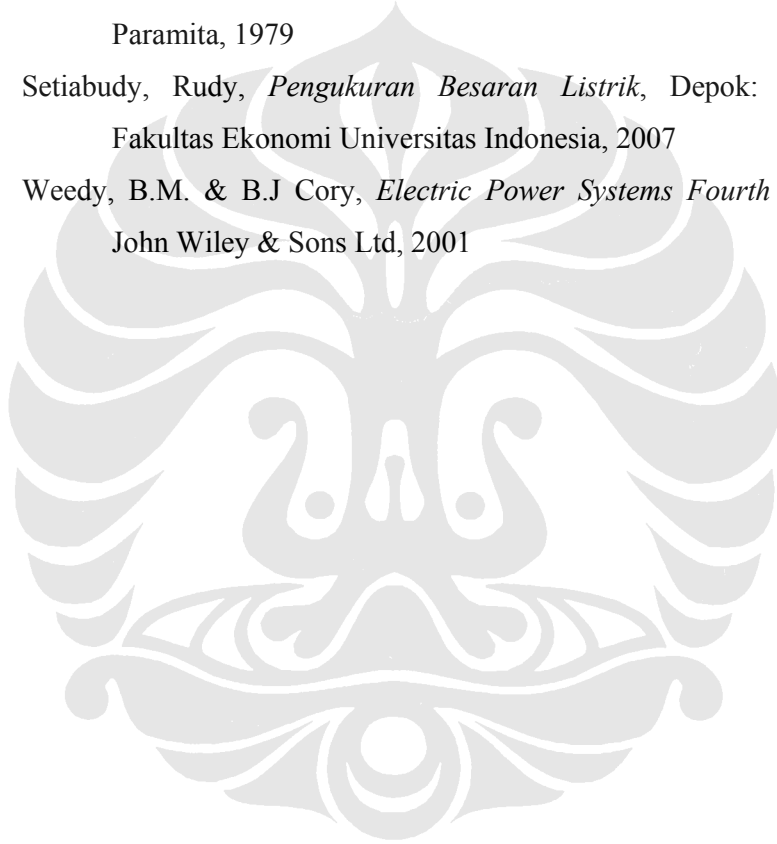 Paramita, 1979
Setiabudy, Rudy, Pengukuran Besaran Listrik, Depok:
Fakultas Ekonomi Universitas Indonesia, 2007
Weedy, B.M. & B.J Cory, Electric Power Systems Fourth
John Wiley & Sons Ltd, 2001